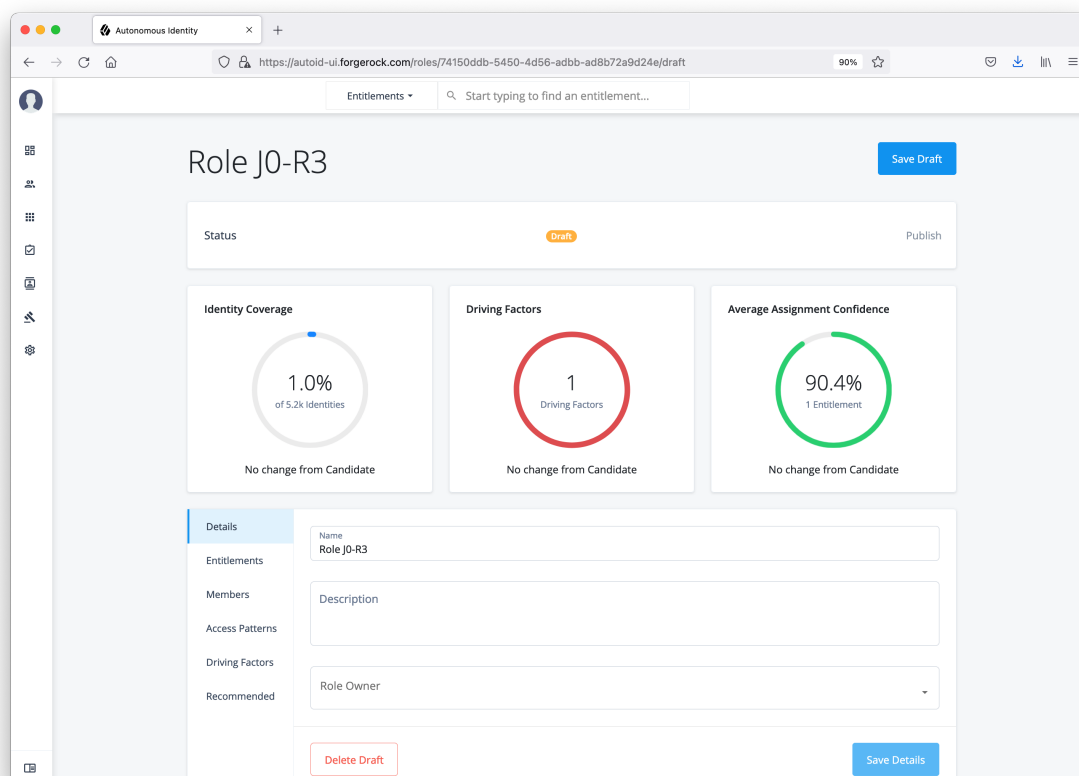 Autonomous Identity
https://autoid-ui.forgerock.com/roles/74150ddb-5450-4d56-adbb-ad8b72a9d24e/draft
90%
Entitlements
Start typing to find an entitlement...
Role J0-R3
Save Draft
Status
Draft
Publish
Identity Coverage
1.0%
of 5.2k Identities
No change from Candidate
Driving Factors
1
Driving Factors
No change from Candidate
Average Assignment Confidence
90.4%
1 Entitlement
No change from Candidate
Details
Entitlements
Members
Access Patterns
Driving Factors
Recommended
Name
Role J0-R3
Description
Role Owner
Delete Draft
Save Details